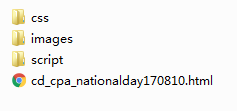 css
images
script
cd_cpa_nationalday170810.html